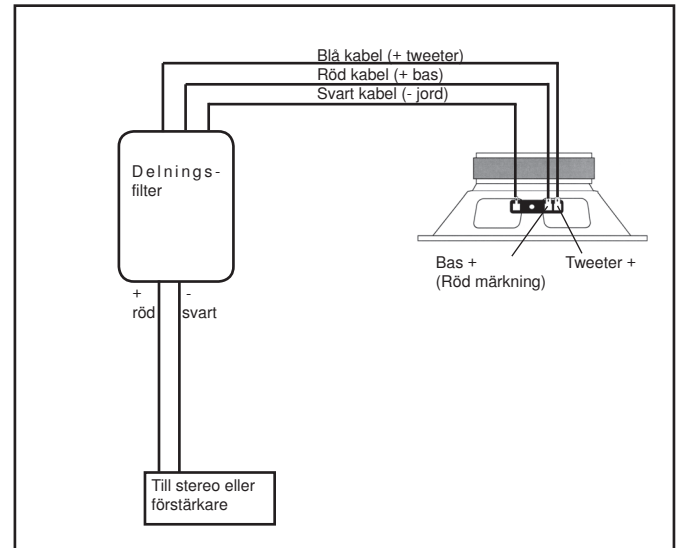 Blå kabel (+ tweeter)
Röd kabel (+ bas)
Svart kabel (- jord)
Delnings-
filter
Bas +
(Röd märkning)
Tweeter +
+
röd
-
svart
Till stereo eller
förstärkare